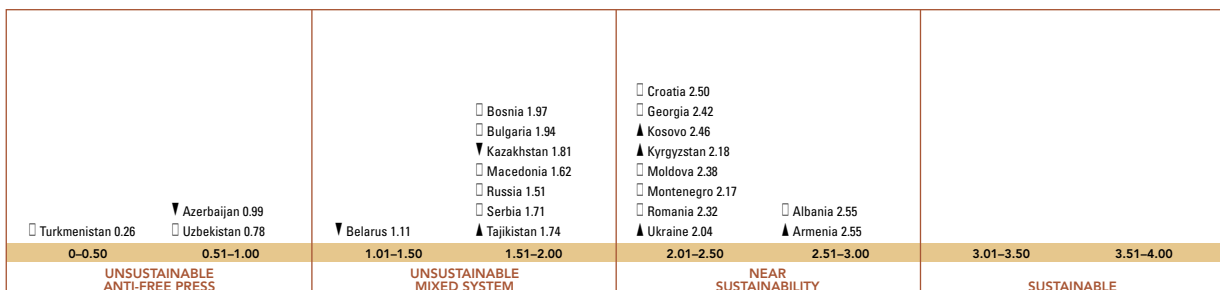 ▯ Croatia 2.50
▯ Bosnia 1.97
▯ Georgia 2.42
▯ Bulgaria 1.94
▲ Kosovo 2.46
▼ Kazakhstan 1.81
▲ Kyrgyzstan 2.18
▯ Macedonia 1.62
▯ Moldova 2.38
▯ Russia 1.51
▯ Montenegro 2.17
▼ Azerbaijan 0.99
▯ Serbia 1.71
▯ Romania 2.32
▯ Albania 2.55
▯ Turkmenistan 0.26
▯ Uzbekistan 0.78
▼ Belarus 1.11
▲ Tajikistan 1.74
▲ Ukraine 2.04
▲ Armenia 2.55
0–0.50
0.51–1.00
1.01–1.50
1.51–2.00
2.01–2.50
2.51–3.00
3.01–3.50
3.51–4.00
UNSUSTAINABLE
ANTI-FREE PRESS
UNSUSTAINABLE
MIXED SYSTEM
NEAR
SUSTAINABILITY
SUSTAINABLE